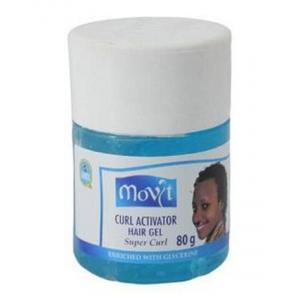 movit
CURL ACTIVATOR
HAIR GEL
Super Curl
80 g
ENRICHED WITH GLYCERINE